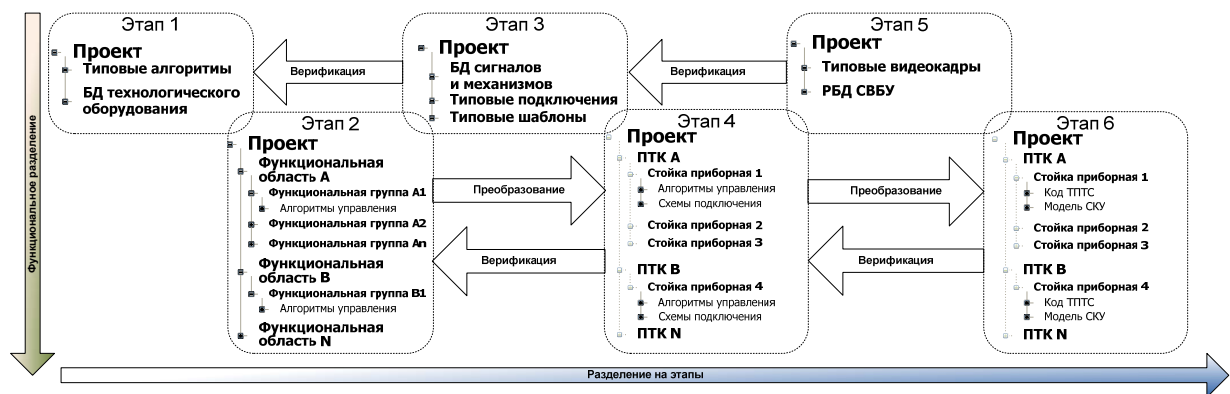 Этап 1
Проект
Типовые алгоритмы
БД технологического
оборудования
Верификация
Этап 3
Проект
БД сигналов
и механизмов
Типовые подключения
Типовые шаблоны
Верификация
Этап 5
Проект
Типовые видеокадры
РБД СВБУ
Функциональное разделение
Этап 2
Проект
Функциональная
область A
Функциональная группа A1
Алгоритмы управления
Функциональная группа A2
Функциональная группа An
Функциональная
область B
Функциональная группа B1
Алгоритмы управления
Функциональная
область N
Преобразование
Верификация
Этап 4
Проект
ПТК A
Стойка приборная 1
Алгоритмы управления
Схемы подключения
Стойка приборная 2
Стойка приборная 3
ПТК B
Стойка приборная 4
Алгоритмы управления
Схемы подключения
ПТК N
Преобразование
Верификация
Этап 6
Проект
ПТК A
Стойка приборная 1
Код ТПТС
Модель СКУ
Стойка приборная 2
Стойка приборная 3
ПТК B
Стойка приборная 4
Код ТПТС
Модель СКУ
ПТК N
Разделение на этапы